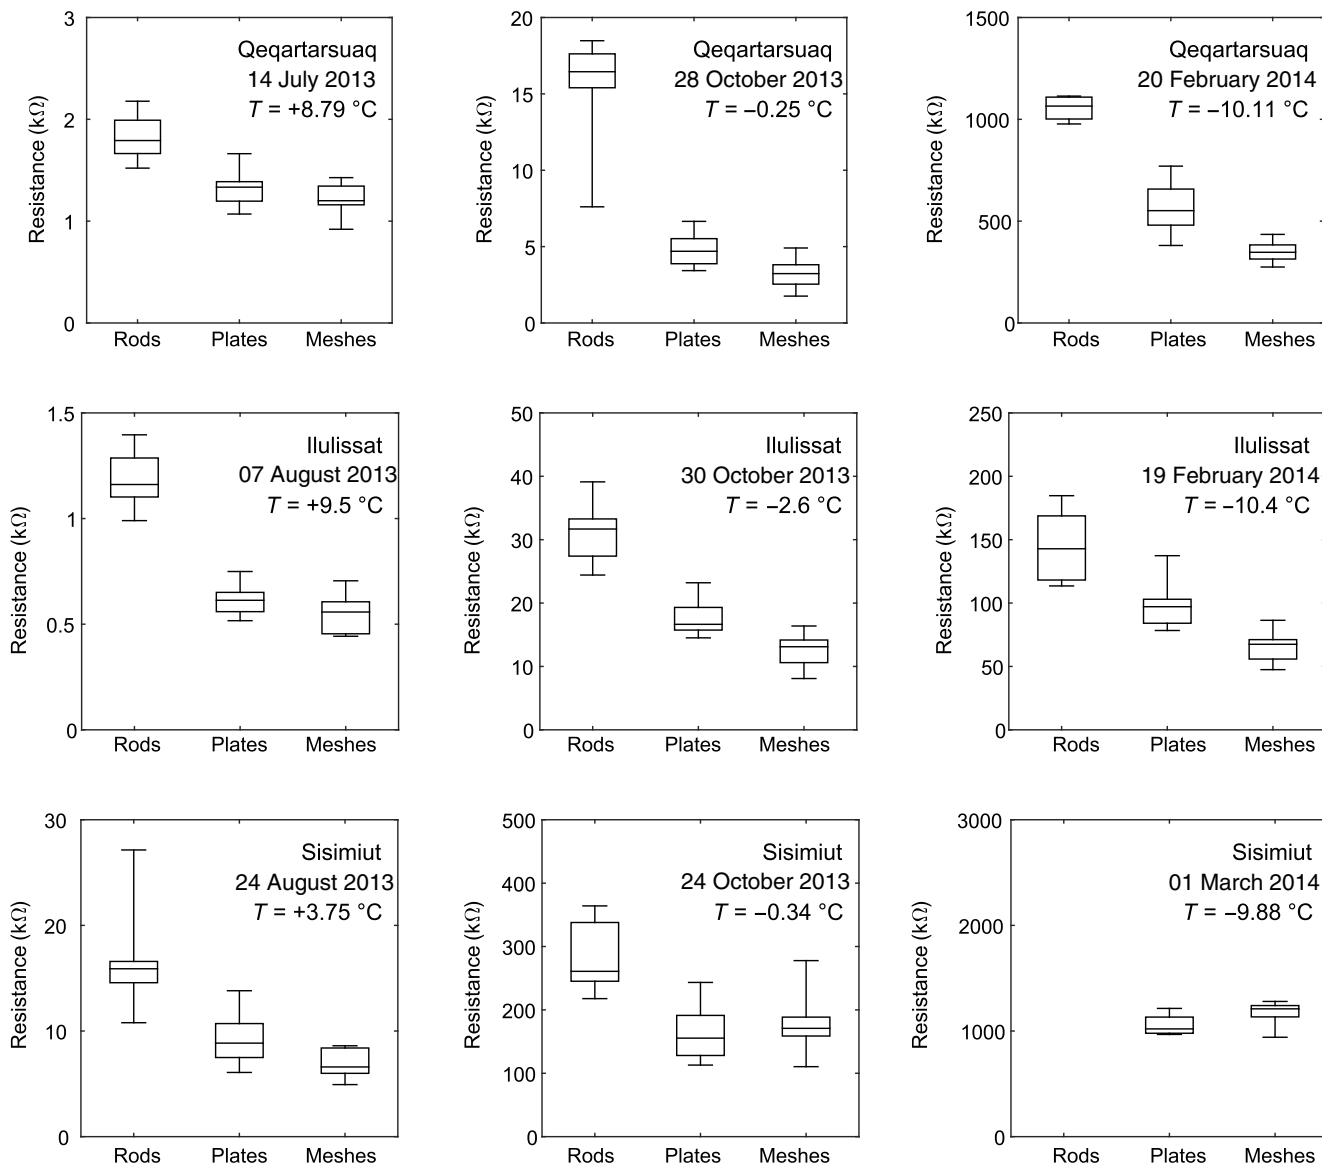 Qeqartarsuaq
14 July 2013
T = +8.79 °C
Resistance (kΩ)
3
2
1
0
Rods Plates Meshes
Qeqartarsuaq
28 October 2013
T = −0.25 °C
Resistance (kΩ)
20
15
10
5
0
Rods Plates Meshes
Qeqartarsuaq
20 February 2014
T = −10.11 °C
Resistance (kΩ)
1500
1000
500
0
Rods Plates Meshes
Ilulissat
07 August 2013
T = +9.5 °C
Resistance (kΩ)
1.5
1
0.5
0
Rods Plates Meshes
Ilulissat
30 October 2013
T = −2.6 °C
Resistance (kΩ)
50
40
30
20
10
0
Rods Plates Meshes
Ilulissat
19 February 2014
T = −10.4 °C
Resistance (kΩ)
250
200
150
100
50
0
Rods Plates Meshes
Sisimiut
24 August 2013
T = +3.75 °C
Resistance (kΩ)
30
20
10
0
Rods Plates Meshes
Sisimiut
24 October 2013
T = −0.34 °C
Resistance (kΩ)
500
400
300
200
100
0
Rods Plates Meshes
Sisimiut
01 March 2014
T = −9.88 °C
Resistance (kΩ)
3000
2000
1000
0
Rods Plates Meshes